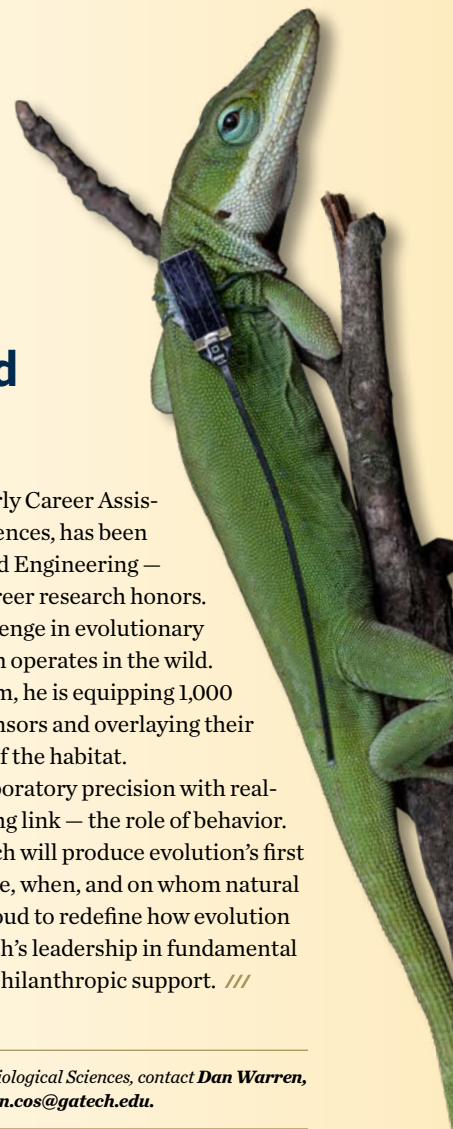 d
rly Career Assis-
ences, has been
d Engineering —
reer research honors.
enge in evolutionary
n operates in the wild.
m, he is equipping 1,000
nsors and overlaying their
f the habitat.
boratory precision with real-
ng link — the role of behavior.
ch will produce evolution’s first
e, when, and on whom natural
oud to redefine how evolution
h’s leadership in fundamental
hilanthropic support. ///
iological Sciences, contact Dan Warren,
n.cos@gatech.edu.